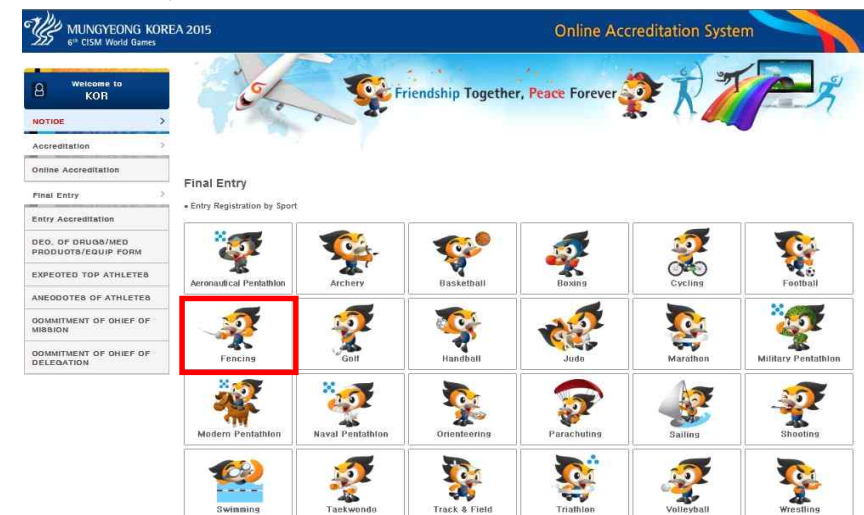 MUNGYEONG KOREA 2015
6th CISM World Games
Online Accreditation System
Welcome to
KOR
NOTICE
Accreditation
Online Accreditation
Final Entry
Entry Accreditation
DEC. OF DRUGS/MED
PRODUCTS/EQUIP FORM
EXPECTED TOP ATHLETES
ANECDOTES OF ATHLETES
COMMITMENT OF CHIEF OF
MISSION
COMMITMENT OF CHIEF OF
DELEGATION
Friendship Together, Peace Forever
Final Entry
Entry Registration by Sport
Aeronautical Pentathlon
Archery
Basketball
Boxing
Cycling
Football
Fencing
Golf
Handball
Judo
Marathon
Military Pentathlon
Modern Pentathlon
Naval Pentathlon
Orienteering
Parachuting
Sailing
Shooting
Swimming
Taekwondo
Track & Field
Triathlon
Volleyball
Wrestling